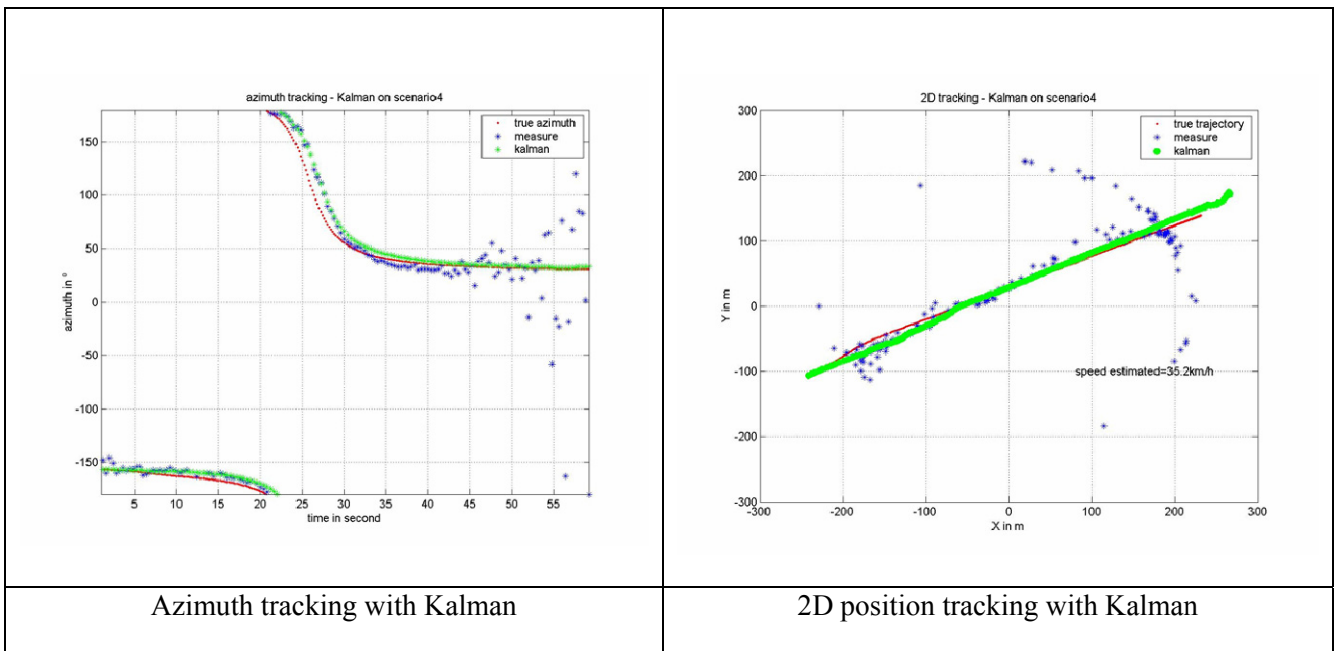 azimuth tracking - Kalman on scenario4
true azimuth
measure
kalman
azimuth in °
150
100
50
0
-50
-100
-150
5 10 15 20 25 30 35 40 45 50 55
time in second
2D tracking - Kalman on scenario4
true trajectory
measure
kalman
Y in m
300
200
100
0
-100
-200
-300
speed estimated=35.2km/h
-300 -200 -100 0 100 200 300
X in m
Azimuth tracking with Kalman
2D position tracking with Kalman